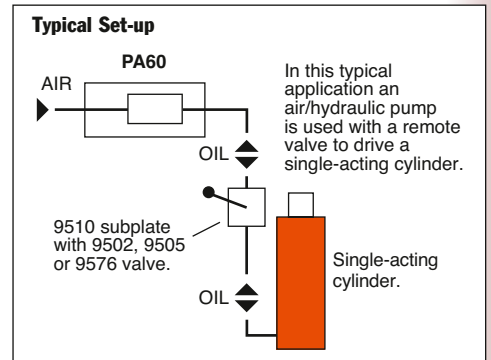 Typical Set-up
PA60
AIR
In this typical
application an
air/hydraulic pump
is used with a remote
valve to drive a
single-acting cylinder.
OIL
9510 subplate
with 9502, 9505
or 9576 valve.
Single-acting
cylinder.
OIL